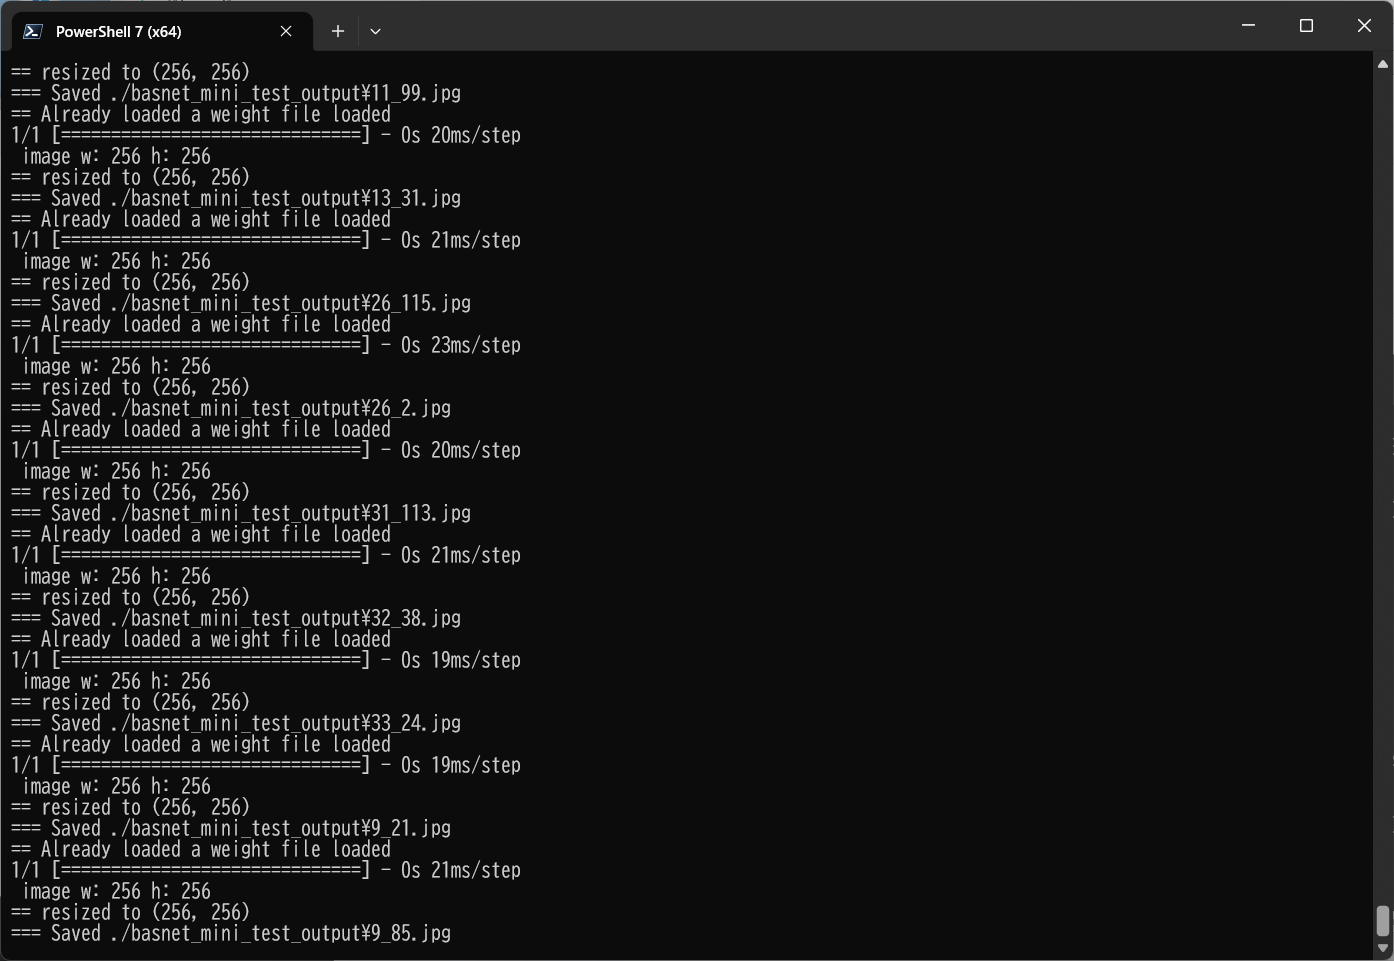 PowerShell 7 (x64)
== resized to (256, 256)
=== Saved ./basnet_mini_test_output¥11_99.jpg
== Already loaded a weight file loaded
1/1 [==============================] - 0s 20ms/step
 image w: 256 h: 256
== resized to (256, 256)
=== Saved ./basnet_mini_test_output¥13_31.jpg
== Already loaded a weight file loaded
1/1 [==============================] - 0s 21ms/step
 image w: 256 h: 256
== resized to (256, 256)
=== Saved ./basnet_mini_test_output¥26_115.jpg
== Already loaded a weight file loaded
1/1 [==============================] - 0s 23ms/step
 image w: 256 h: 256
== resized to (256, 256)
=== Saved ./basnet_mini_test_output¥26_2.jpg
== Already loaded a weight file loaded
1/1 [==============================] - 0s 20ms/step
 image w: 256 h: 256
== resized to (256, 256)
=== Saved ./basnet_mini_test_output¥31_113.jpg
== Already loaded a weight file loaded
1/1 [==============================] - 0s 21ms/step
 image w: 256 h: 256
== resized to (256, 256)
=== Saved ./basnet_mini_test_output¥32_38.jpg
== Already loaded a weight file loaded
1/1 [==============================] - 0s 19ms/step
 image w: 256 h: 256
== resized to (256, 256)
=== Saved ./basnet_mini_test_output¥33_24.jpg
== Already loaded a weight file loaded
1/1 [==============================] - 0s 19ms/step
 image w: 256 h: 256
== resized to (256, 256)
=== Saved ./basnet_mini_test_output¥9_21.jpg
== Already loaded a weight file loaded
1/1 [==============================] - 0s 21ms/step
 image w: 256 h: 256
== resized to (256, 256)
=== Saved ./basnet_mini_test_output¥9_85.jpg